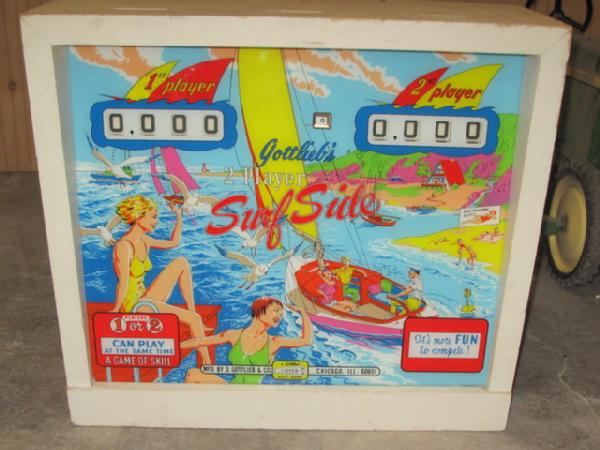 1st player
2nd player
0,000
0,000
Gottlieb's
2 Player
Surf Side
PLAYERS
1 or 2
CAN PLAY
AT THE SAME TIME
A GAME OF SKILL
It's more FUN
to compete!
MFD. BY D. GOTTLIEB & CO.
CHICAGO, ILL. 60651